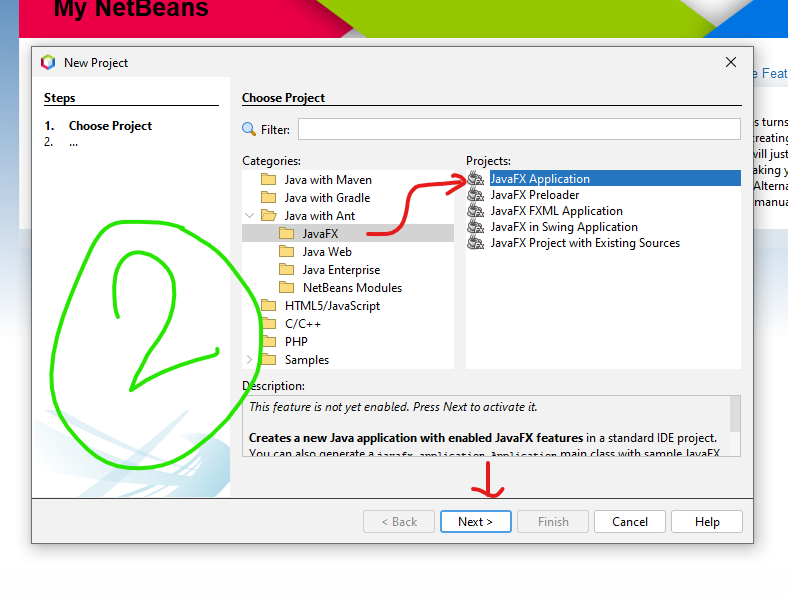 My NetBeans
New Project
e Feat
Steps
1. Choose Project
2. ...
Choose Project
Filter:
Categories:
Java with Maven
Java with Gradle
Java with Ant
JavaFX
Java Web
Java Enterprise
NetBeans Modules
HTML5/JavaScript
C/C++
PHP
Samples
Projects:
JavaFX Application
JavaFX Preloader
JavaFX FXML Application
JavaFX in Swing Application
JavaFX Project with Existing Sources
s turns
creating
will just
aking y
Alterna
manua
2
Description:
This feature is not yet enabled. Press Next to activate it.
Creates a new Java application with enabled JavaFX features in a standard IDE project.
You can also generate a javafx.application.Application main class with sample JavaFX
< Back
Next >
Finish
Cancel
Help